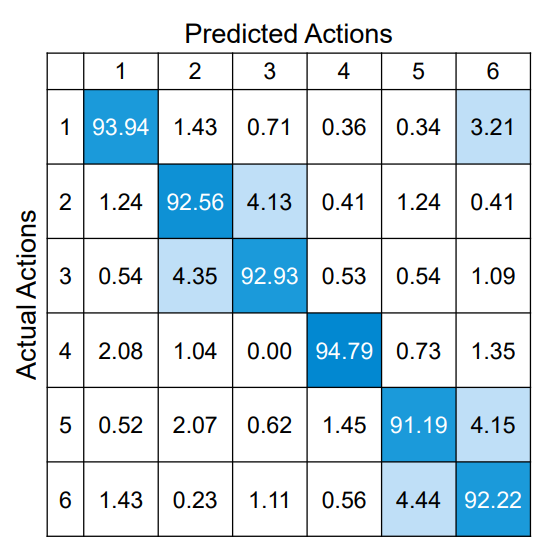 Predicted Actions
1 2 3 4 5 6
1 93.94 1.43 0.71 0.36 0.34 3.21
2 1.24 92.56 4.13 0.41 1.24 0.41
3 0.54 4.35 92.93 0.53 0.54 1.09
4 2.08 1.04 0.00 94.79 0.73 1.35
5 0.52 2.07 0.62 1.45 91.19 4.15
6 1.43 0.23 1.11 0.56 4.44 92.22
Actual Actions